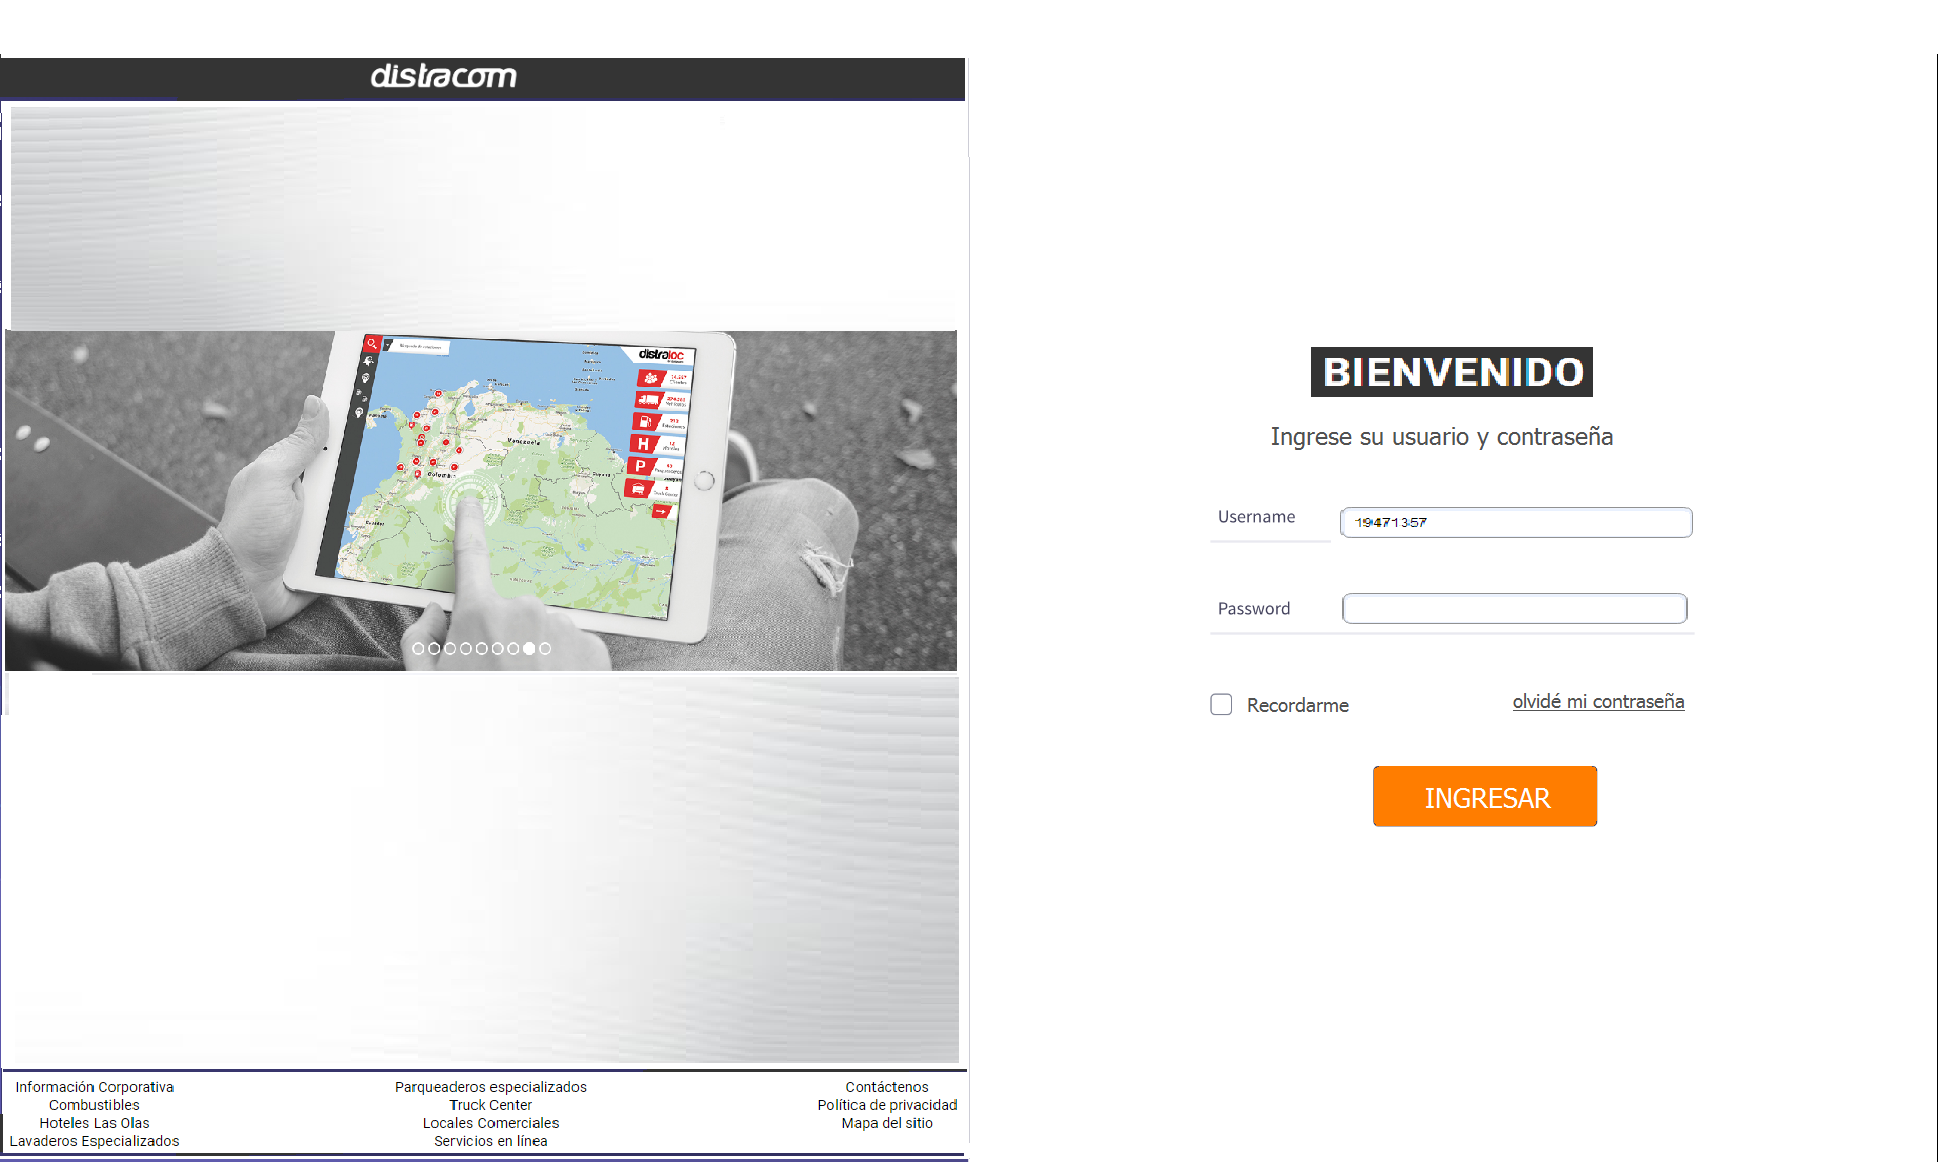 distracom
distraloc
Venezuela
Colombia
Ecuador
H
P
Información Corporativa
Combustibles
Hoteles Las Olas
Lavaderos Especializados
Parqueaderos especializados
Truck Center
Locales Comerciales
Servicios en línea
Contáctenos
Política de privacidad
Mapa del sitio
BIENVENIDO
Ingrese su usuario y contraseña
Username
19471357
Password
Recordarme
olvidé mi contraseña
INGRESAR